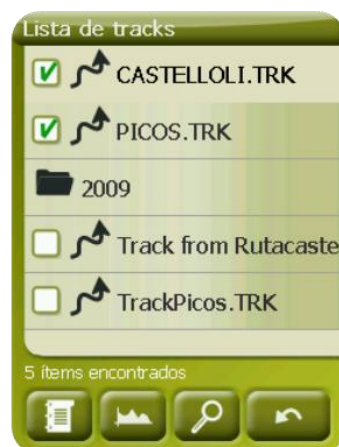 Lista de tracks
CASTELLOLI.TRK
PICOS.TRK
2009
Track from Rutacaste
TrackPicos.TRK
5 ítems encontrados